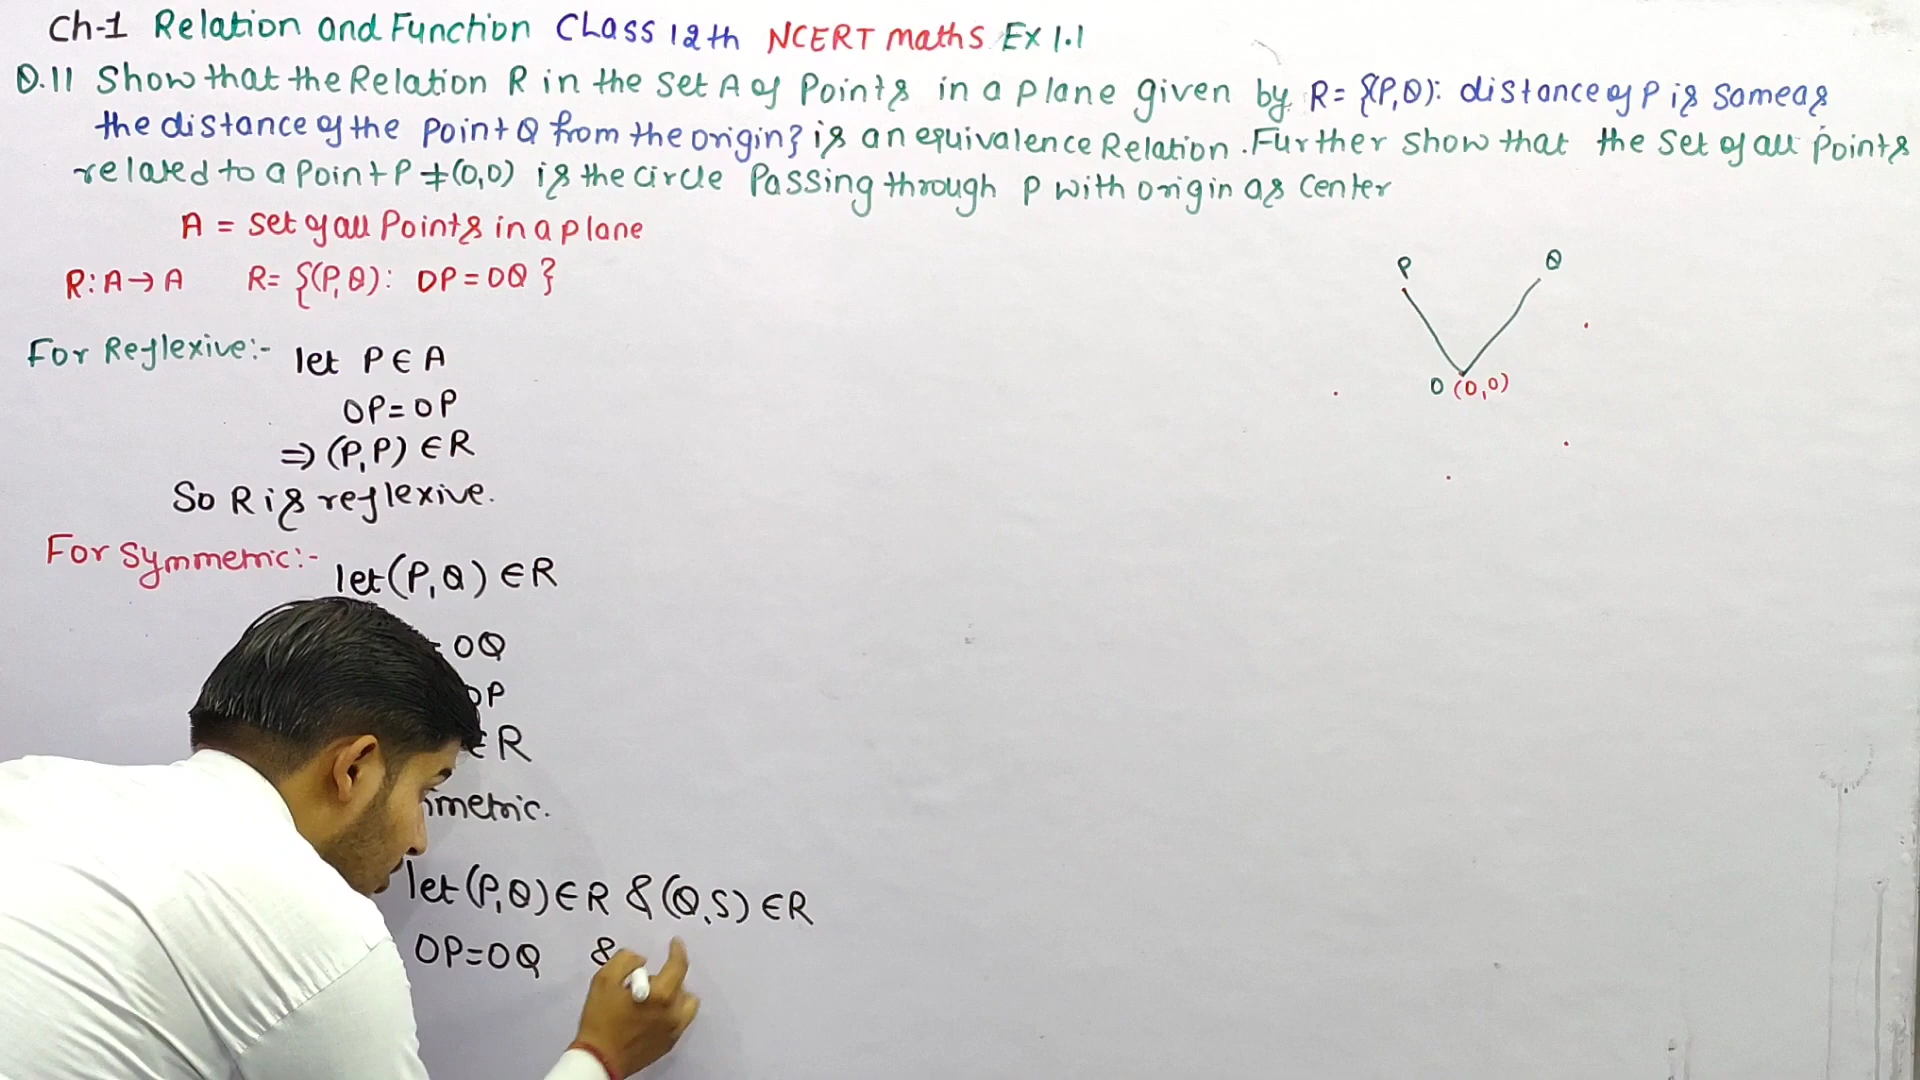 Ch-1 Relation and Function Class 12th NCERT maths Ex 1.1
Q.11 Show that the Relation R in the set A of Points in a plane given by R = {(P,Q): distance of P is same as
the distance of the point Q from the origin} is an equivalence Relation. Further show that the set of all Points
related to a point P ≠ (0,0) is the circle Passing through P with origin as center
A = set of all Points in a plane
R: A → A R = {(P,Q): OP = OQ}
P Q
O (0,0)
For Reflexive:- let P ∈ A
OP = OP
⇒ (P,P) ∈ R
So R is reflexive.
For Symmetric:- let (P,Q) ∈ R
= OQ
OP
∈ R
let (P,Q) ∈ R & (Q,S) ∈ R
OP = OQ &